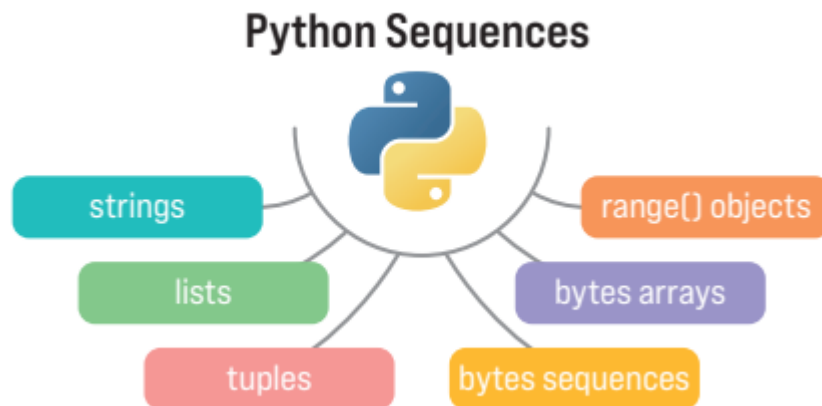 Python Sequences
strings
range() objects
lists
bytes arrays
tuples
bytes sequences